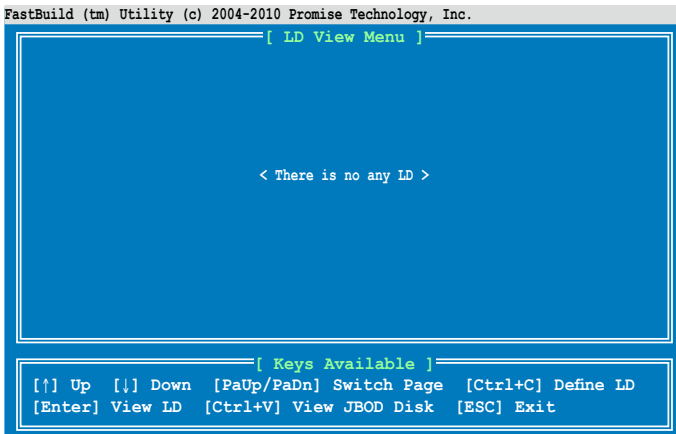 FastBuild (tm) Utility (c) 2004-2010 Promise Technology, Inc.
[ LD View Menu ]
< There is no any LD >
[ Keys Available ]
[↑] Up [↓] Down [PaUp/PaDn] Switch Page [Ctrl+C] Define LD
[Enter] View LD [Ctrl+V] View JBOD Disk [ESC] Exit